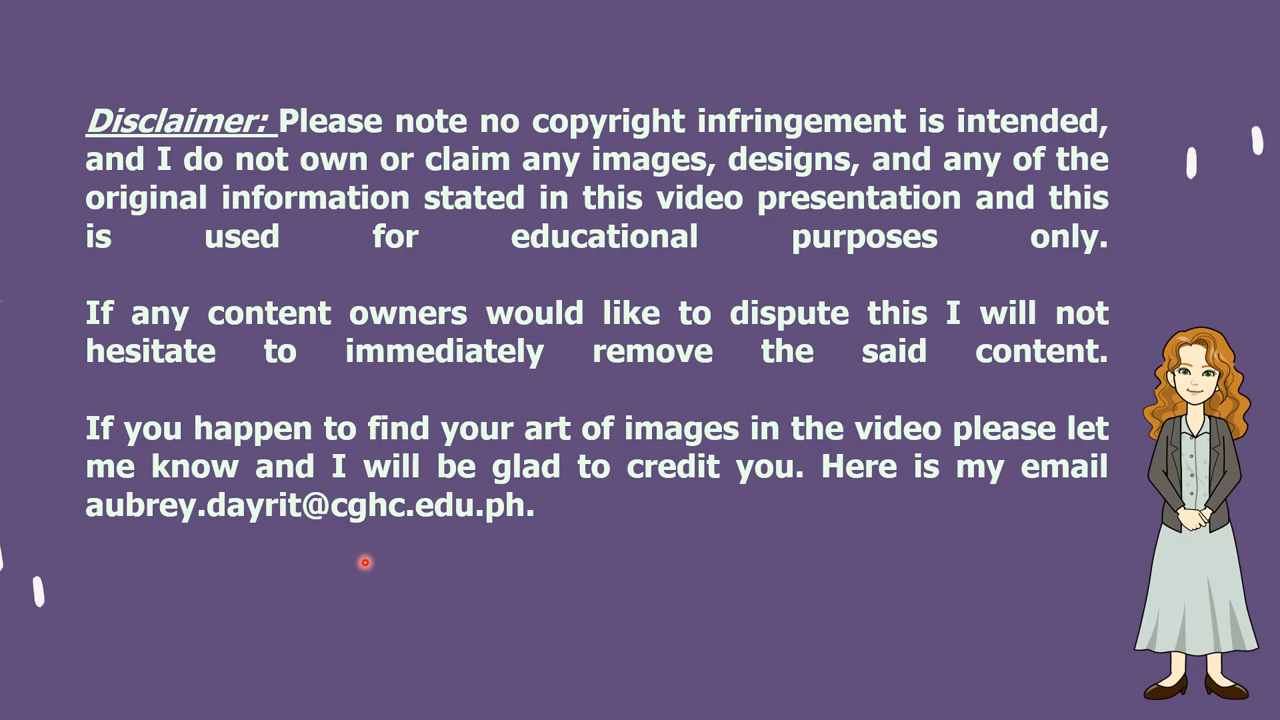 Disclaimer: Please note no copyright infringement is intended,
and I do not own or claim any images, designs, and any of the
original information stated in this video presentation and this
is used for educational purposes only.
If any content owners would like to dispute this I will not
hesitate to immediately remove the said content.
If you happen to find your art of images in the video please let
me know and I will be glad to credit you. Here is my email
aubrey.dayrit@cghc.edu.ph.